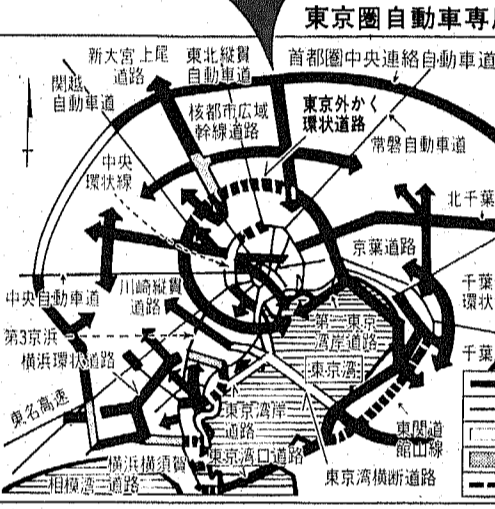 東京圏自動車専
新大宮上尾
道路
東北縦貫
自動車道
首都圏中央連絡自動車道
関越
自動車道
核都市広域
幹線道路
東京外かく
環状道路
常磐自動車道
中央
環状線
北千葉
京葉道路
中央自動車道
川崎縦貫
道路
千葉
環状
第3京浜
第二東京
湾岸道路
横浜環状道路
東京湾
千葉
東名高速
東京湾岸
道路
東関道
館山線
横浜横須賀
道路
東京湾口道路
相模湾
東京湾横断道路